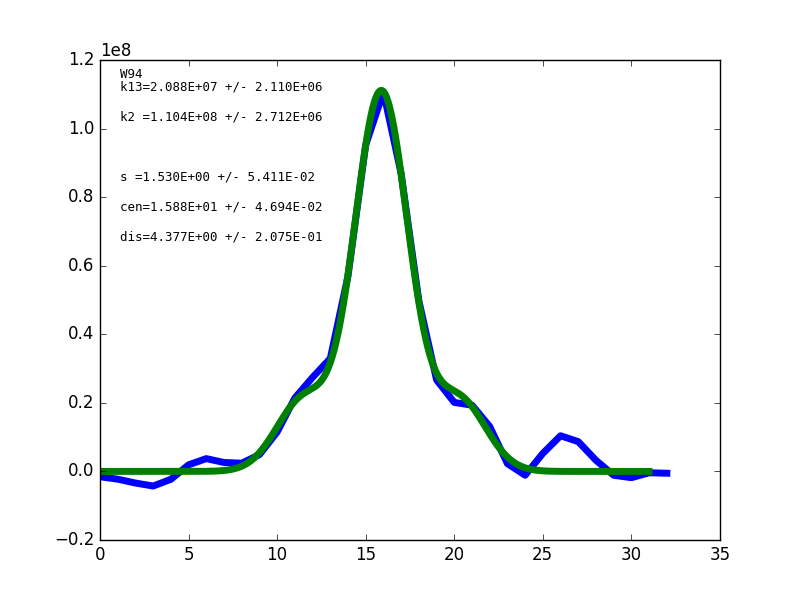 1e8
1.2
W94
k13=2.088E+07 +/- 2.110E+06
k2 =1.104E+08 +/- 2.712E+06
1.0
s =1.530E+00 +/- 5.411E-02
0.8
cen=1.588E+01 +/- 4.694E-02
dis=4.377E+00 +/- 2.075E-01
0.6
0.4
0.2
0.0
−0.2
0 5 10 15 20 25 30 35